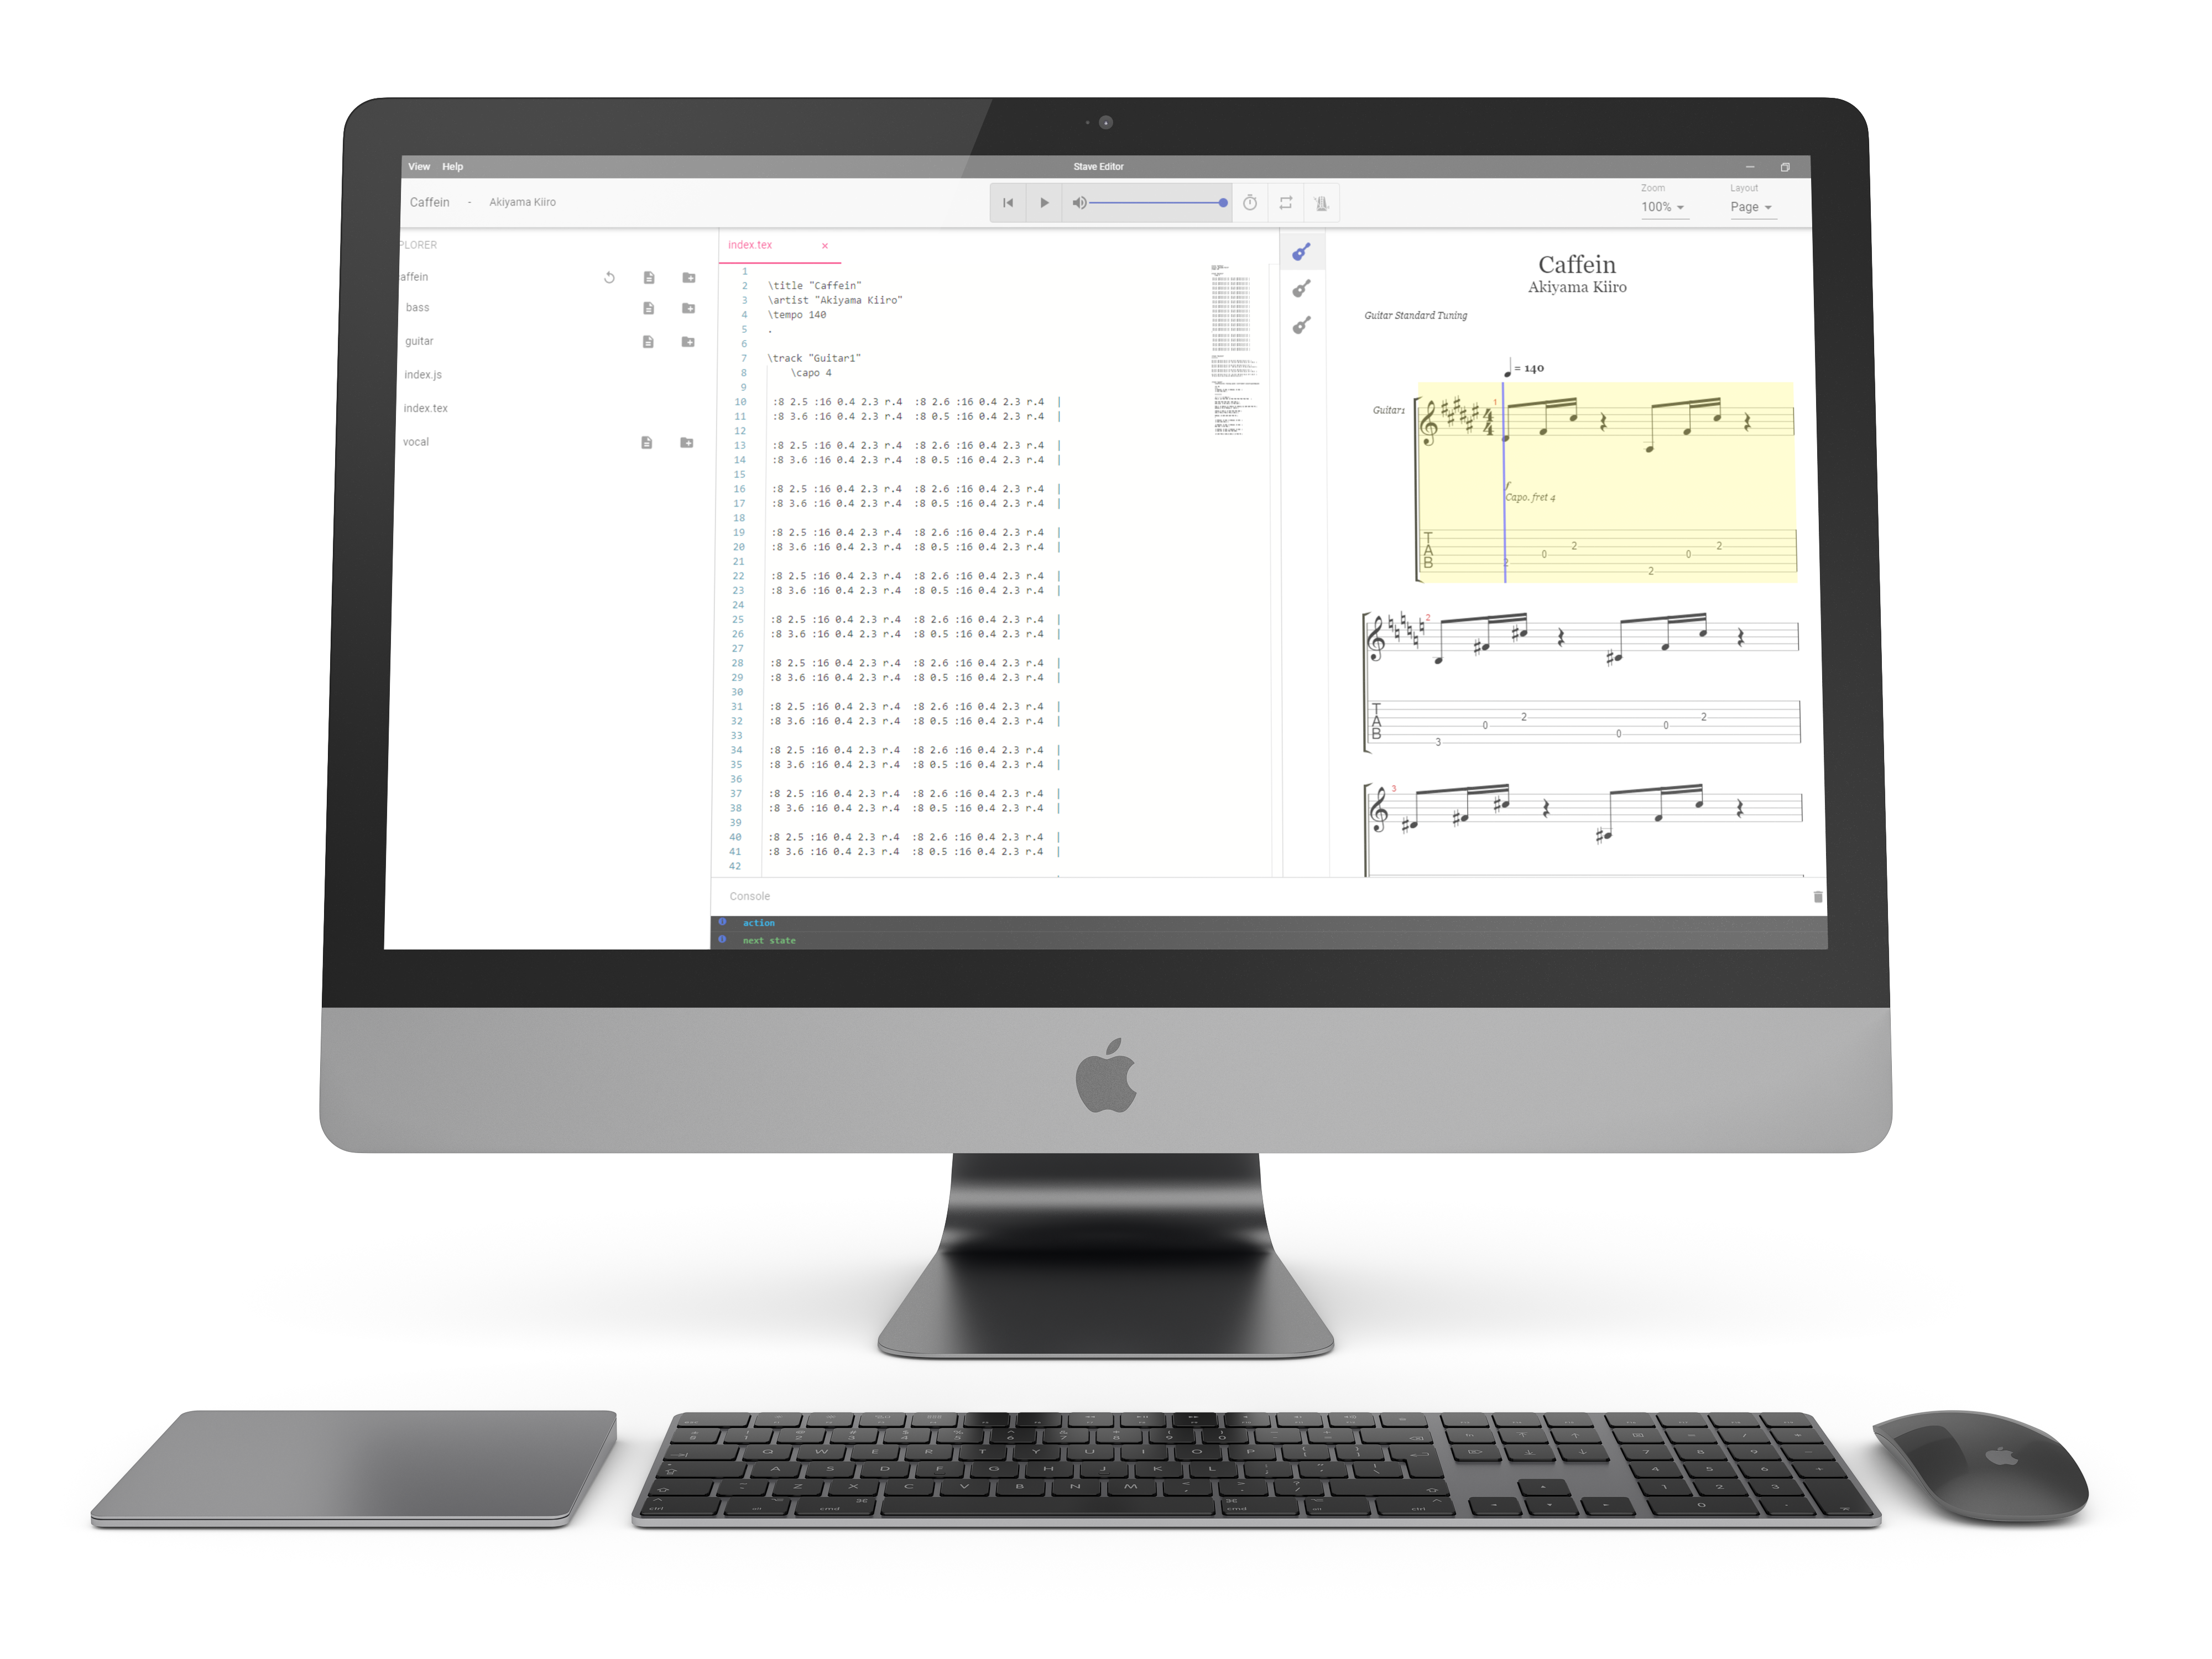 View Help
Stave Editor
Caffein - Akiyama Kiiro
Zoom
100%
Layout
Page
PLORER
affein
bass
guitar
index.js
index.tex
vocal
index.tex ×
1
2 \title "Caffein"
3 \artist "Akiyama Kiiro"
4 \tempo 140
5 .
6
7 \track "Guitar1"
8 \capo 4
9
10 :8 2.5 :16 0.4 2.3 r.4 :8 2.6 :16 0.4 2.3 r.4 |
11 :8 3.6 :16 0.4 2.3 r.4 :8 0.5 :16 0.4 2.3 r.4 |
12
13 :8 2.5 :16 0.4 2.3 r.4 :8 2.6 :16 0.4 2.3 r.4 |
14 :8 3.6 :16 0.4 2.3 r.4 :8 0.5 :16 0.4 2.3 r.4 |
15
16 :8 2.5 :16 0.4 2.3 r.4 :8 2.6 :16 0.4 2.3 r.4 |
17 :8 3.6 :16 0.4 2.3 r.4 :8 0.5 :16 0.4 2.3 r.4 |
18
19 :8 2.5 :16 0.4 2.3 r.4 :8 2.6 :16 0.4 2.3 r.4 |
20 :8 3.6 :16 0.4 2.3 r.4 :8 0.5 :16 0.4 2.3 r.4 |
21
22 :8 2.5 :16 0.4 2.3 r.4 :8 2.6 :16 0.4 2.3 r.4 |
23 :8 3.6 :16 0.4 2.3 r.4 :8 0.5 :16 0.4 2.3 r.4 |
24
25 :8 2.5 :16 0.4 2.3 r.4 :8 2.6 :16 0.4 2.3 r.4 |
26 :8 3.6 :16 0.4 2.3 r.4 :8 0.5 :16 0.4 2.3 r.4 |
27
28 :8 2.5 :16 0.4 2.3 r.4 :8 2.6 :16 0.4 2.3 r.4 |
29 :8 3.6 :16 0.4 2.3 r.4 :8 0.5 :16 0.4 2.3 r.4 |
30
31 :8 2.5 :16 0.4 2.3 r.4 :8 2.6 :16 0.4 2.3 r.4 |
32 :8 3.6 :16 0.4 2.3 r.4 :8 0.5 :16 0.4 2.3 r.4 |
33
34 :8 2.5 :16 0.4 2.3 r.4 :8 2.6 :16 0.4 2.3 r.4 |
35 :8 3.6 :16 0.4 2.3 r.4 :8 0.5 :16 0.4 2.3 r.4 |
36
37 :8 2.5 :16 0.4 2.3 r.4 :8 2.6 :16 0.4 2.3 r.4 |
38 :8 3.6 :16 0.4 2.3 r.4 :8 0.5 :16 0.4 2.3 r.4 |
39
40 :8 2.5 :16 0.4 2.3 r.4 :8 2.6 :16 0.4 2.3 r.4 |
41 :8 3.6 :16 0.4 2.3 r.4 :8 0.5 :16 0.4 2.3 r.4 |
42
Caffein
Akiyama Kiiro
Guitar Standard Tuning
= 140
Guitar1
1
4
4
f
Capo. fret 4
TAB 2 0 2 2 0 2
2
TAB 3 0 2 0 0 2
3
Console
action
next state
Q W E R T Y U I O P
A S D F G H J K L
Z X C V B N M
ctrl cmd cmd ctrl
7 8 9
4 5 6
1 2 3
0